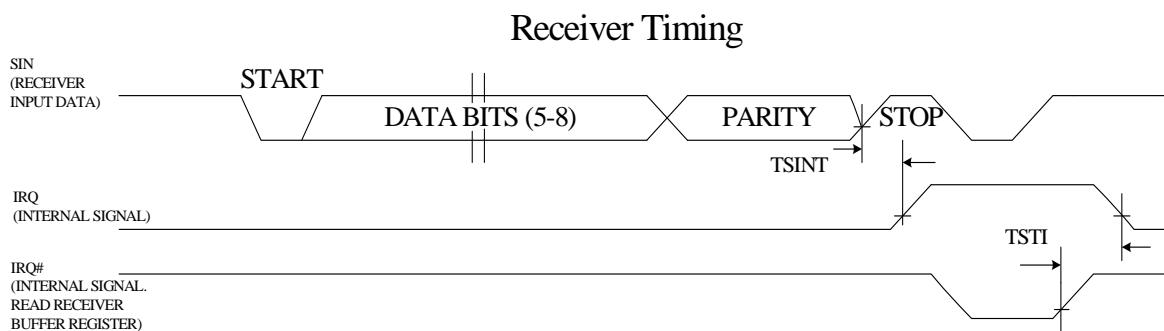 Receiver Timing
SIN
(RECEIVER
INPUT DATA)
START
DATA BITS (5-8)
PARITY
STOP
TSINT
IRQ
(INTERNAL SIGNAL)
TSTI
IRQ#
(INTERNAL SIGNAL.
READ RECEIVER
BUFFER REGISTER)